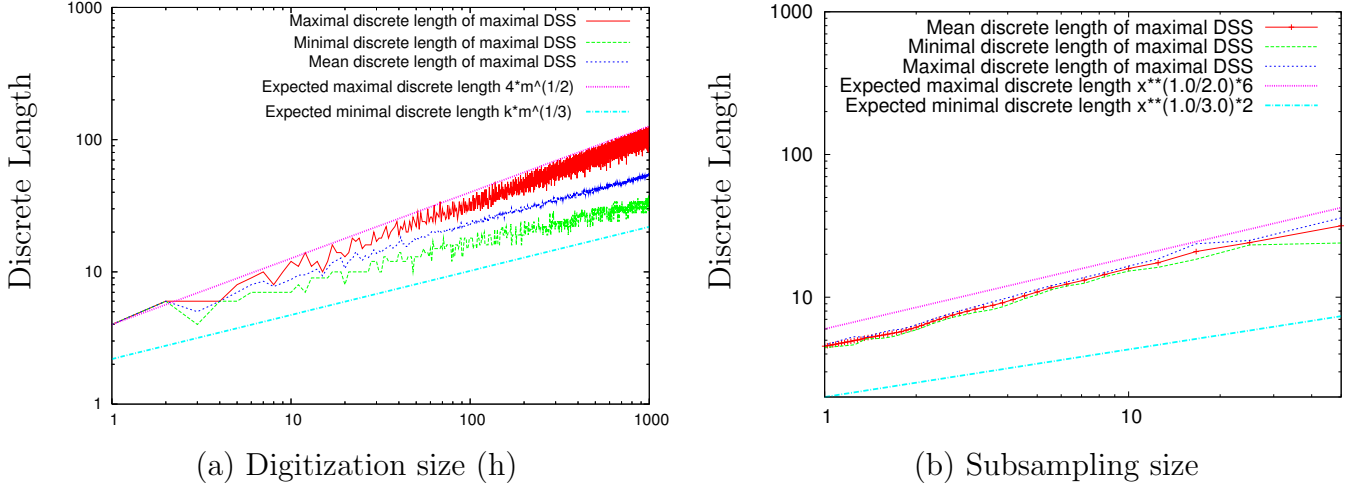 1000
100
10
1
1
10
100
1000
Discrete Length
Maximal discrete length of maximal DSS
Minimal discrete length of maximal DSS
Mean discrete length of maximal DSS
Expected maximal discrete length 4*m^(1/2)
Expected minimal discrete length k*m^(1/3)
(a) Digitization size (h)
1000
100
10
1
10
Discrete Length
Mean discrete length of maximal DSS
Minimal discrete length of maximal DSS
Maximal discrete length of maximal DSS
Expected maximal discrete length x**(1.0/2.0)*6
Expected minimal discrete length x**(1.0/3.0)*2
(b) Subsampling size